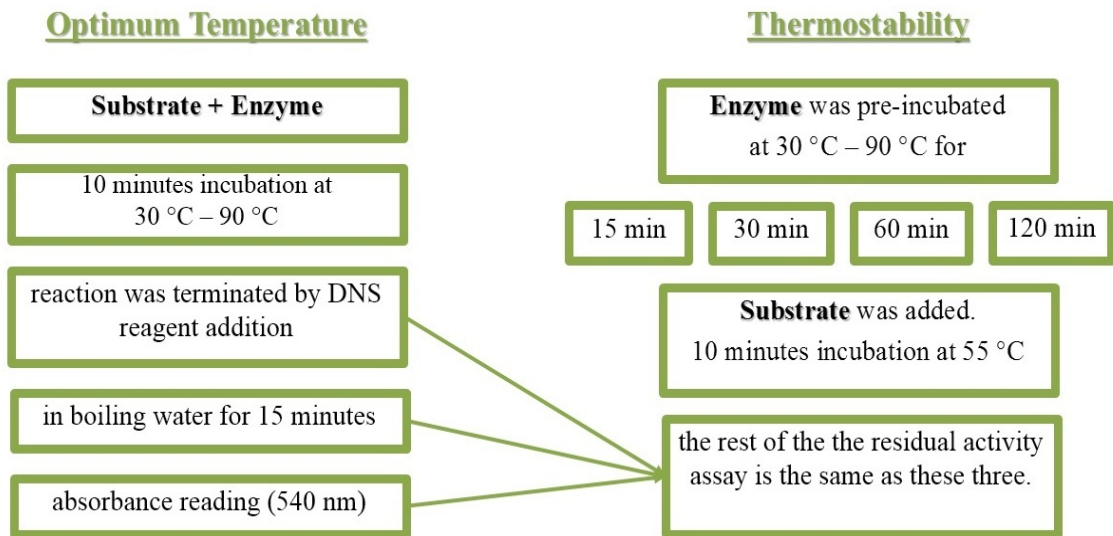 Optimum Temperature
Substrate + Enzyme
10 minutes incubation at
30 °C – 90 °C
reaction was terminated by DNS
reagent addition
in boiling water for 15 minutes
absorbance reading (540 nm)
Thermostability
Enzyme was pre-incubated
at 30 °C – 90 °C for
15 min
30 min
60 min
120 min
Substrate was added.
10 minutes incubation at 55 °C
the rest of the the residual activity
assay is the same as these three.